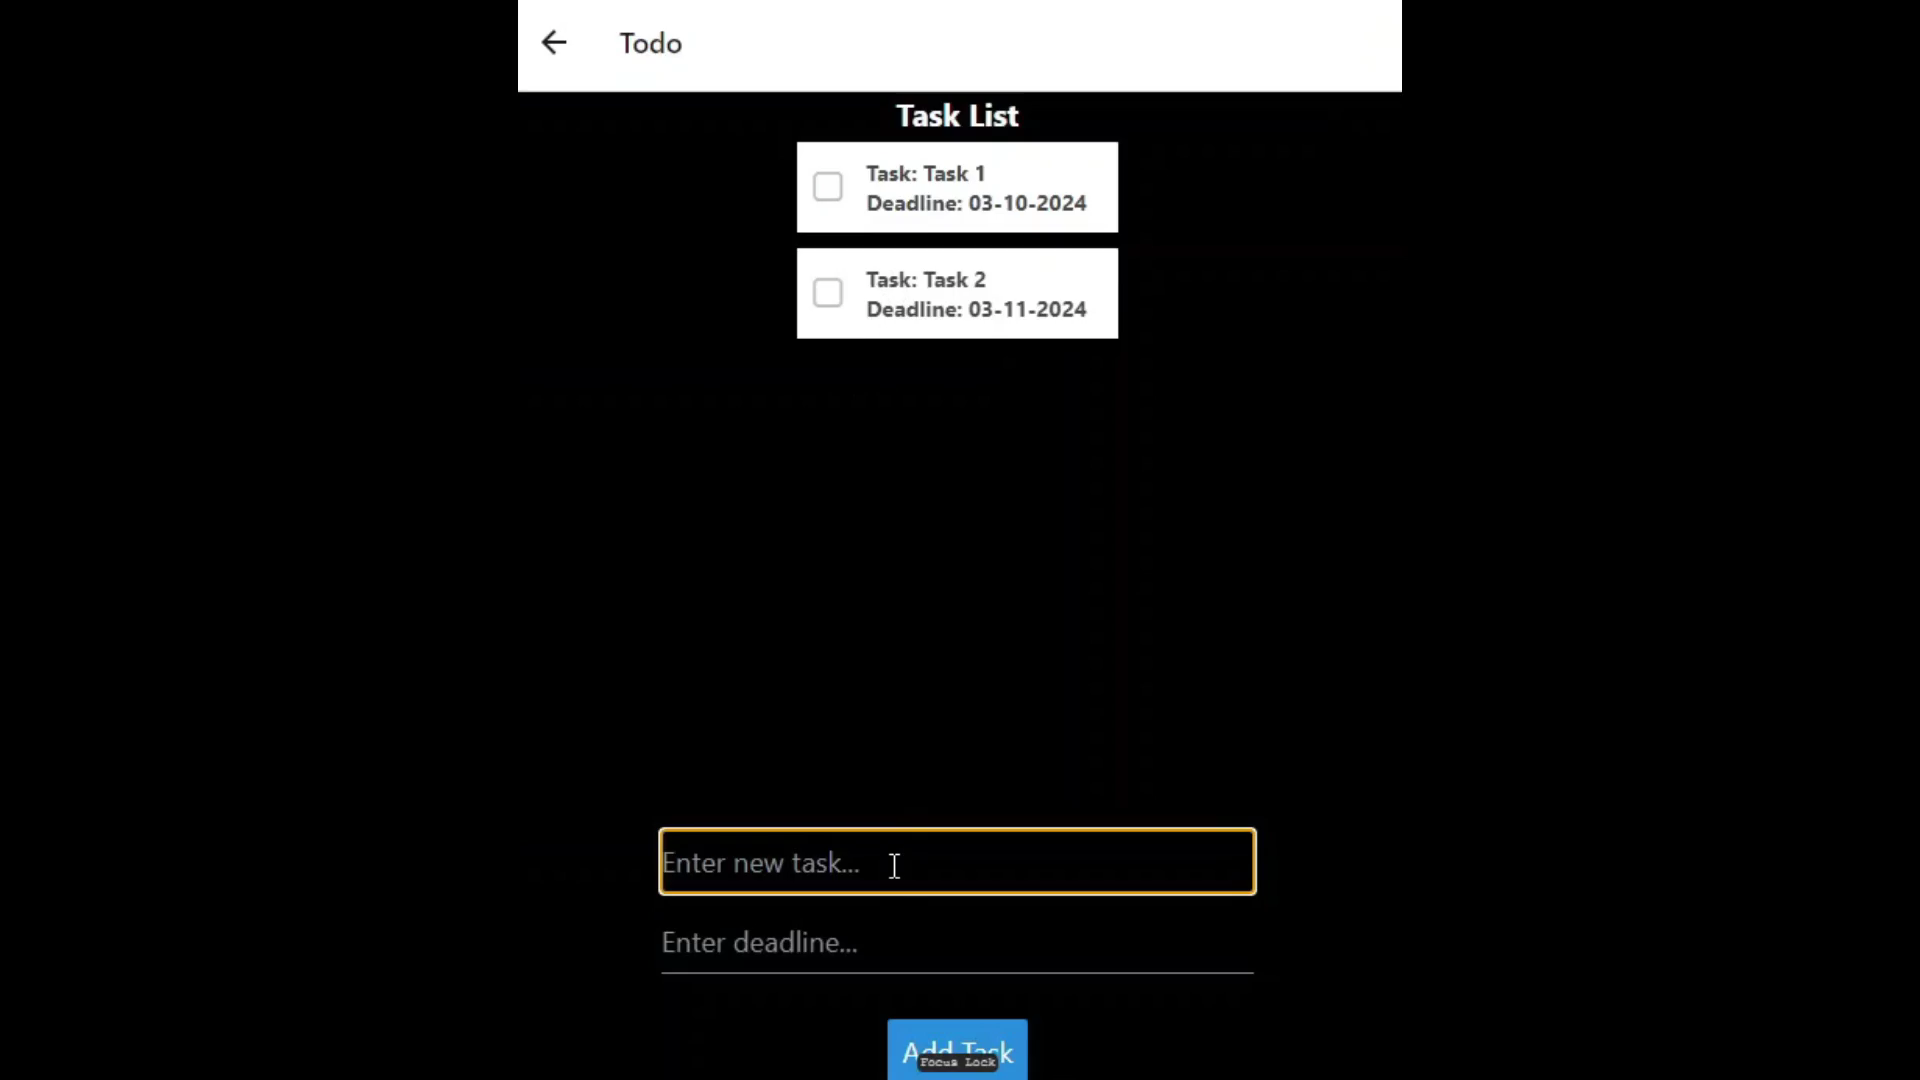 Todo
Task List
Task: Task 1
Deadline: 03-10-2024
Task: Task 2
Deadline: 03-11-2024
Enter new task...
Enter deadline...
Add Task
Focus Lock